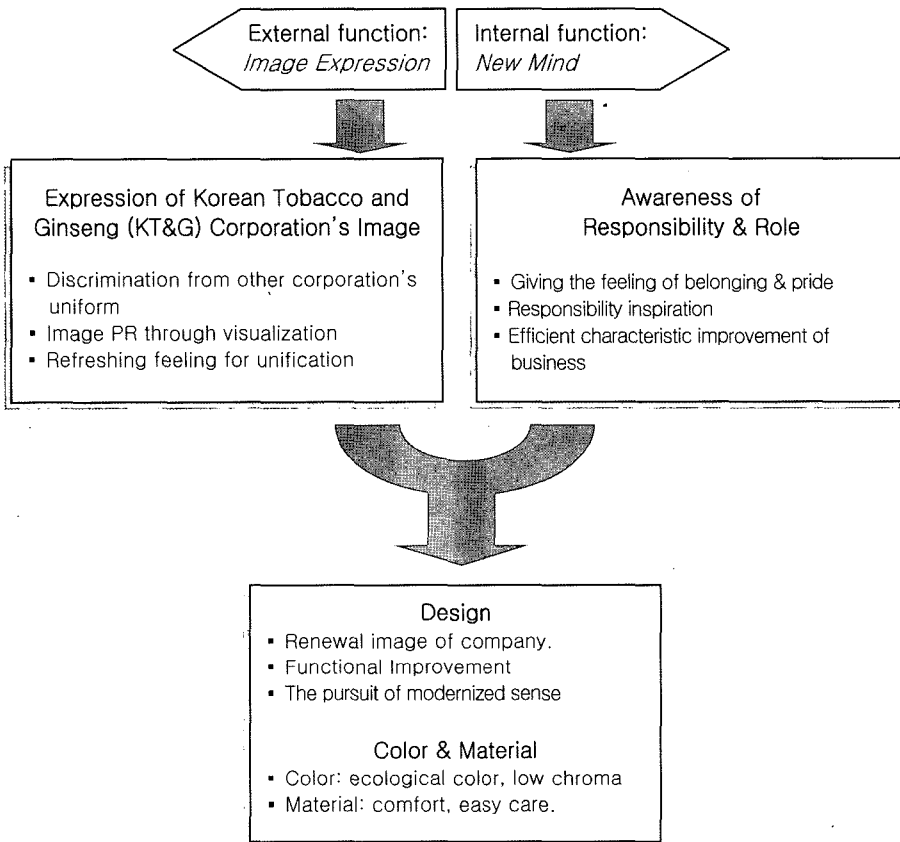 External function:
Image Expression
Internal function:
New Mind
Expression of Korean Tobacco and
Ginseng (KT&G) Corporation's Image
▪ Discrimination from other corporation's
uniform
▪ Image PR through visualization
▪ Refreshing feeling for unification
Awareness of
Responsibility & Role
▪ Giving the feeling of belonging & pride
▪ Responsibility inspiration
▪ Efficient characteristic improvement of
business
Design
▪ Renewal image of company.
▪ Functional Improvement
▪ The pursuit of modernized sense
Color & Material
▪ Color: ecological color, low chroma
▪ Material: comfort, easy care.